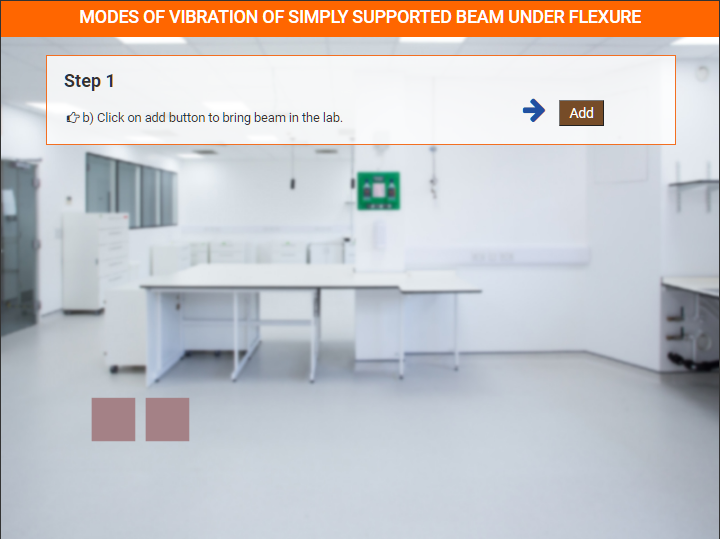 MODES OF VIBRATION OF SIMPLY SUPPORTED BEAM UNDER FLEXURE
Step 1
b) Click on add button to bring beam in the lab.
Add